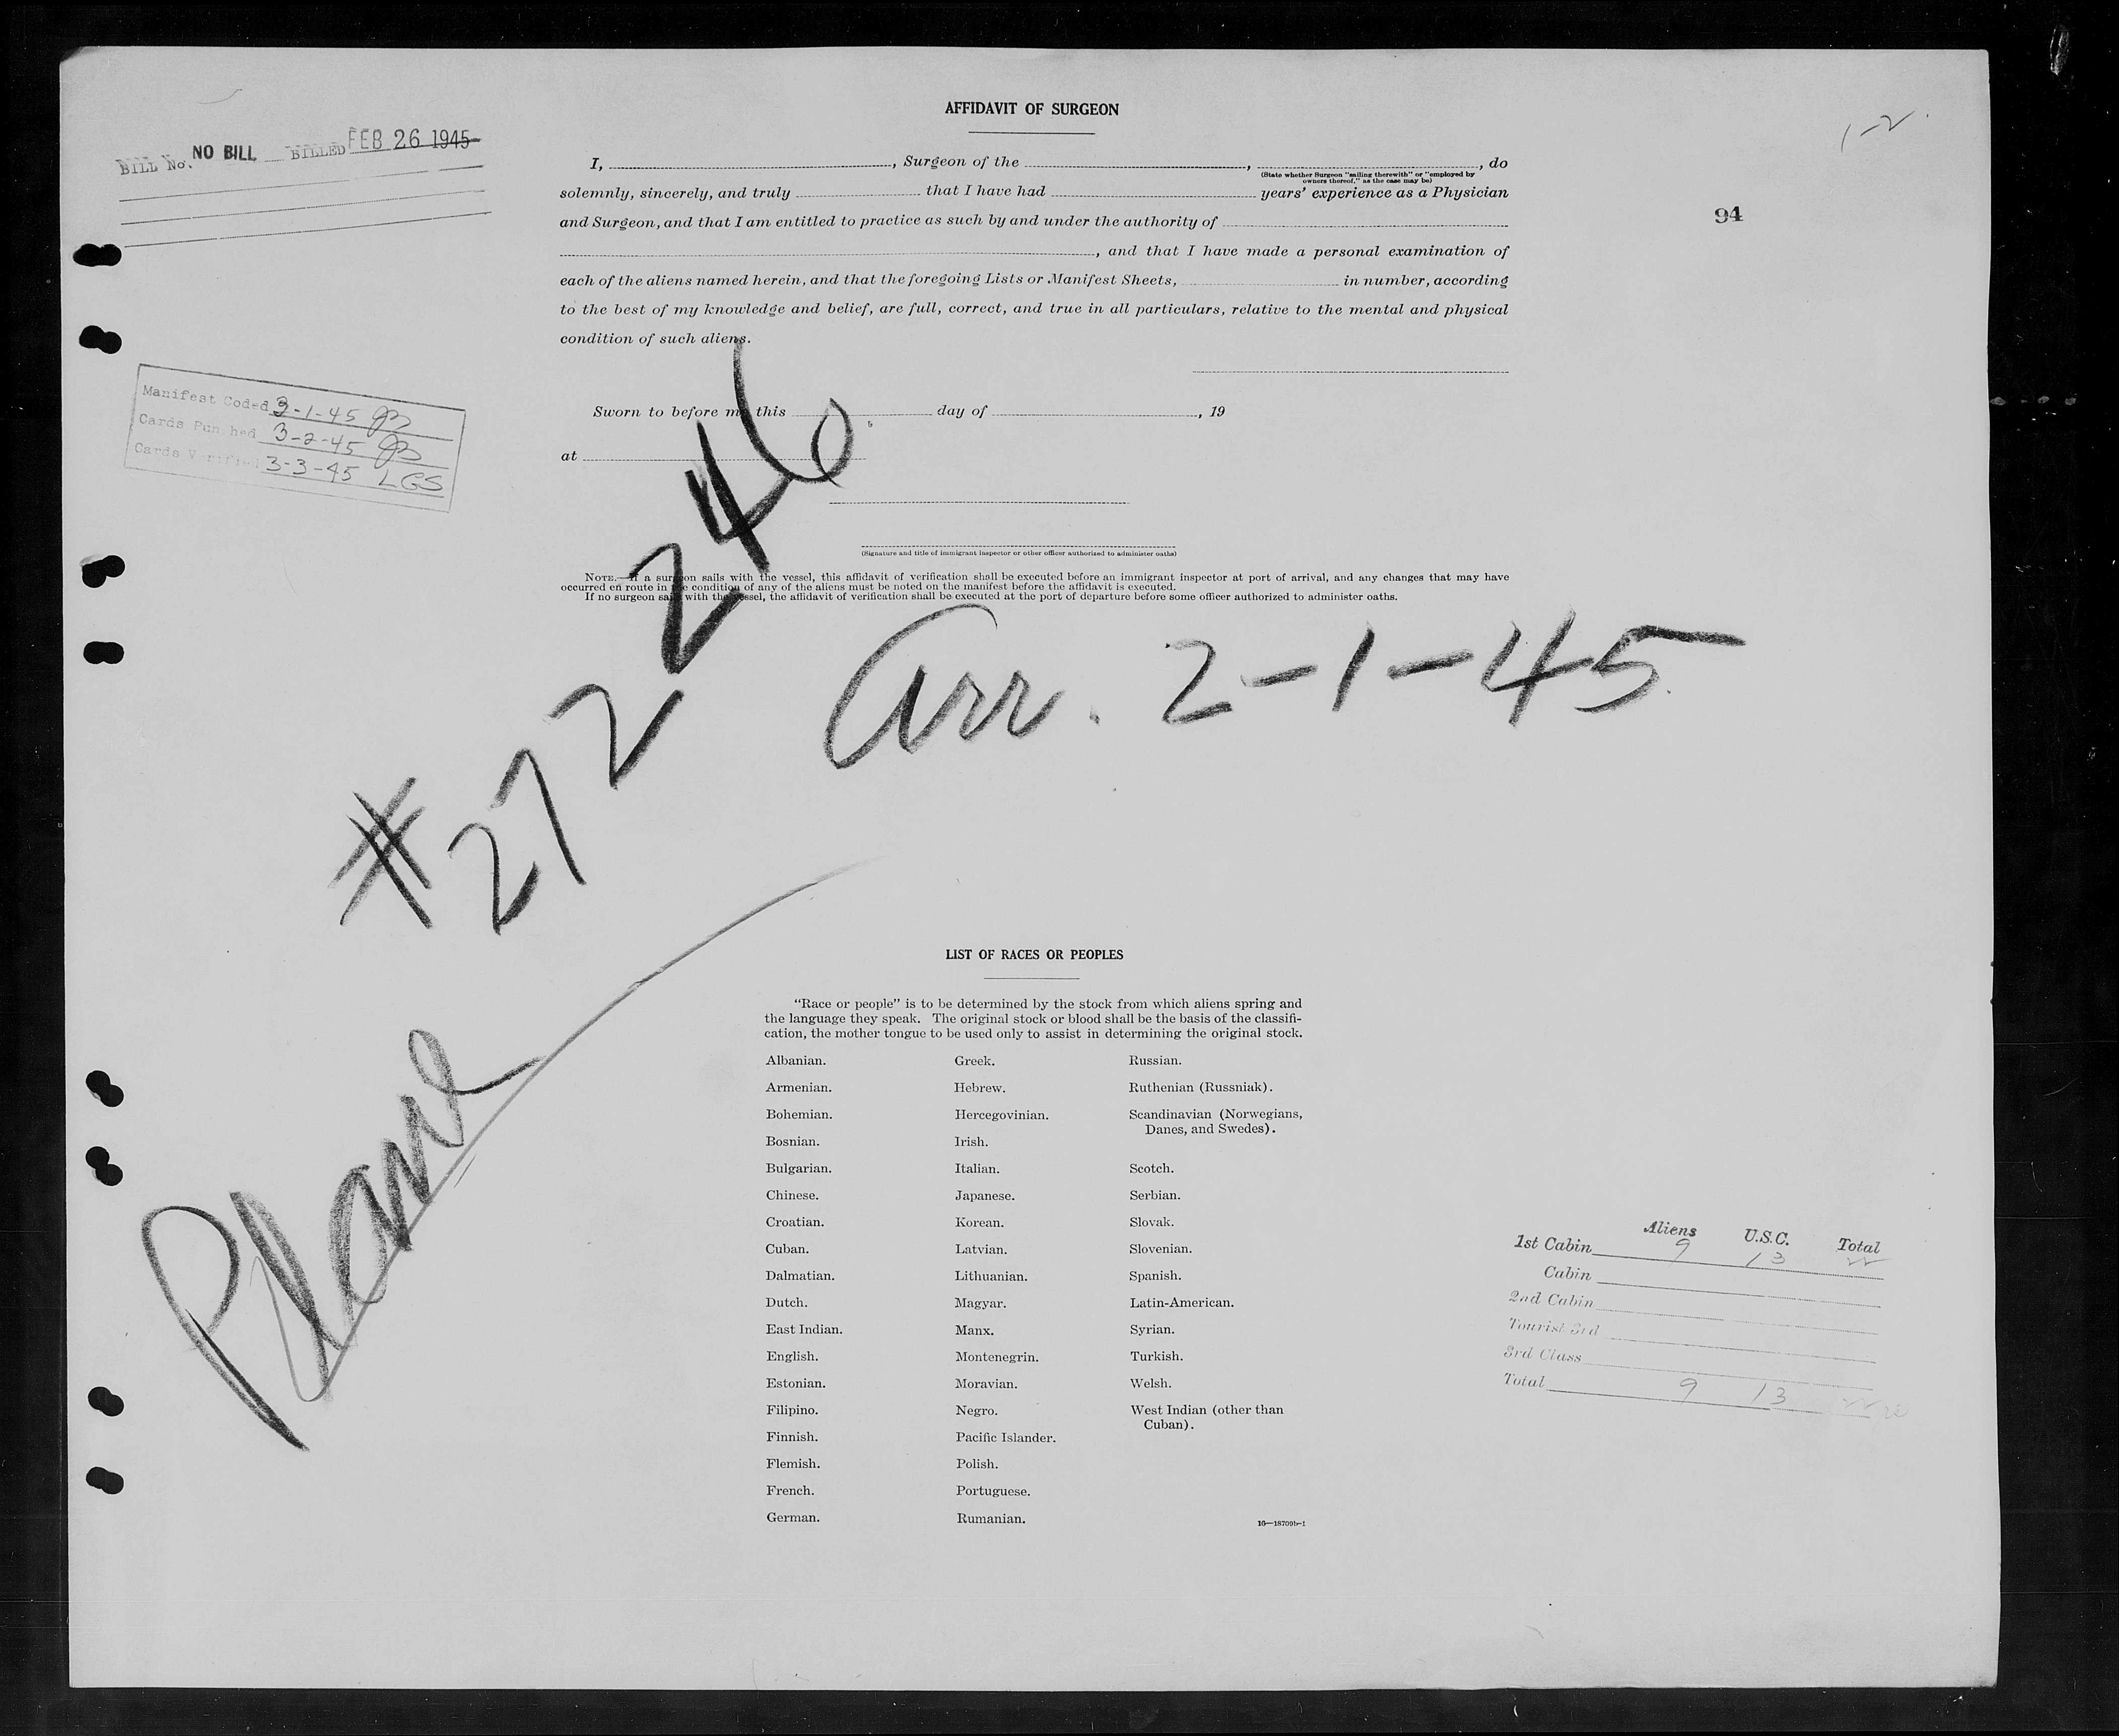 AFFIDAVIT OF SURGEON
1-2
BILL No. NO BILL BILLED FEB 26 1945
94
I, , Surgeon of the , , do
(State whether Surgeon "sailing therewith" or "employed by
owners thereof," as the case may be)
solemnly, sincerely, and truly that I have had years' experience as a Physician
and Surgeon, and that I am entitled to practice as such by and under the authority of
, and that I have made a personal examination of
each of the aliens named herein, and that the foregoing Lists or Manifest Sheets, in number, according
to the best of my knowledge and belief, are full, correct, and true in all particulars, relative to the mental and physical
condition of such aliens.
Manifest Coded 3-1-45
Cards Punched 3-2-45
Cards Verified 3-3-45 LGS
Sworn to before me this day of , 19
at
(Signature and title of immigrant inspector or other officer authorized to administer oaths)
NOTE.—If a surgeon sails with the vessel, this affidavit of verification shall be executed before an immigrant inspector at port of arrival, and any changes that may have
occurred en route in the condition of any of the aliens must be noted on the manifest before the affidavit is executed.
If no surgeon sails with the vessel, the affidavit of verification shall be executed at the port of departure before some officer authorized to administer oaths.
Arr. 2-1-45
# 272246
Plane
LIST OF RACES OR PEOPLES
"Race or people" is to be determined by the stock from which aliens spring and
the language they speak. The original stock or blood shall be the basis of the classifi-
cation, the mother tongue to be used only to assist in determining the original stock.
Albanian. Greek. Russian.
Armenian. Hebrew. Ruthenian (Russniak).
Bohemian. Hercegovinian. Scandinavian (Norwegians,
Danes, and Swedes).
Bosnian. Irish.
Bulgarian. Italian. Scotch.
Chinese. Japanese. Serbian.
Croatian. Korean. Slovak.
Cuban. Latvian. Slovenian.
Dalmatian. Lithuanian. Spanish.
Dutch. Magyar. Latin-American.
East Indian. Manx. Syrian.
English. Montenegrin. Turkish.
Estonian. Moravian. Welsh.
Filipino. Negro. West Indian (other than
Cuban).
Finnish. Pacific Islander.
Flemish. Polish.
French. Portuguese.
German. Rumanian.
16—18709b-1
Aliens U.S.C. Total
1st Cabin 9 13 22
Cabin
2nd Cabin
Tourist 3rd
3rd Class
Total 9 13 22